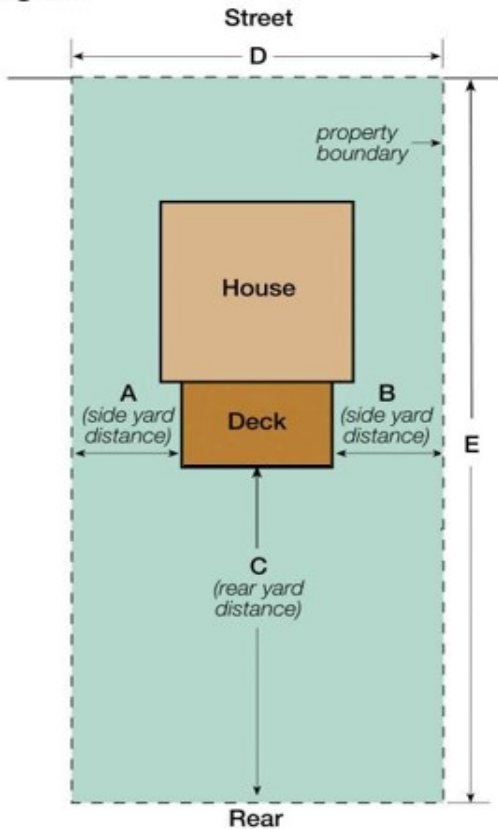 Street
D
property
boundary
House
A
(side yard
distance)
Deck
B
(side yard
distance)
E
C
(rear yard
distance)
Rear